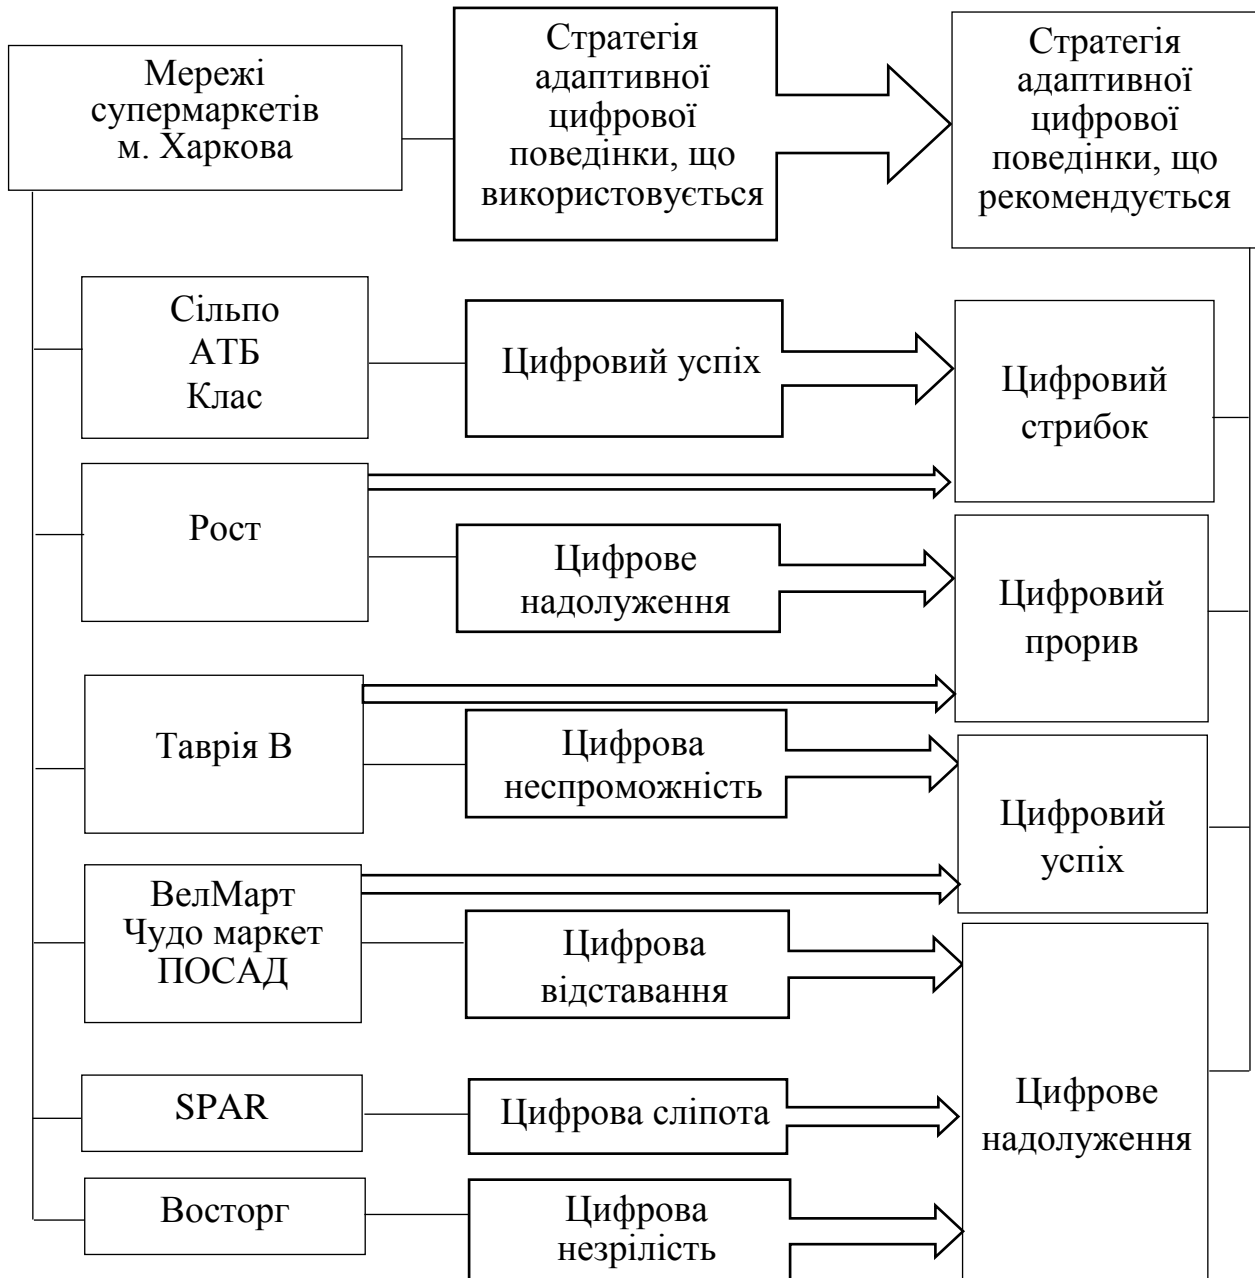 Мережі
супермаркетів
м. Харкова
Стратегія
адаптивної
цифрової
поведінки, що
використовується
Стратегія
адаптивної
цифрової
поведінки, що
рекомендується
Сільпо
АТБ
Клас
Цифровий успіх
Цифровий
стрибок
Рост
Цифрове
надолуження
Цифровий
прорив
Таврія В
Цифрова
неспроможність
Цифровий
успіх
ВелМарт
Чудо маркет
ПОСАД
Цифрова
відставання
SPAR
Цифрова сліпота
Цифрове
надолуження
Восторг
Цифрова
незрілість